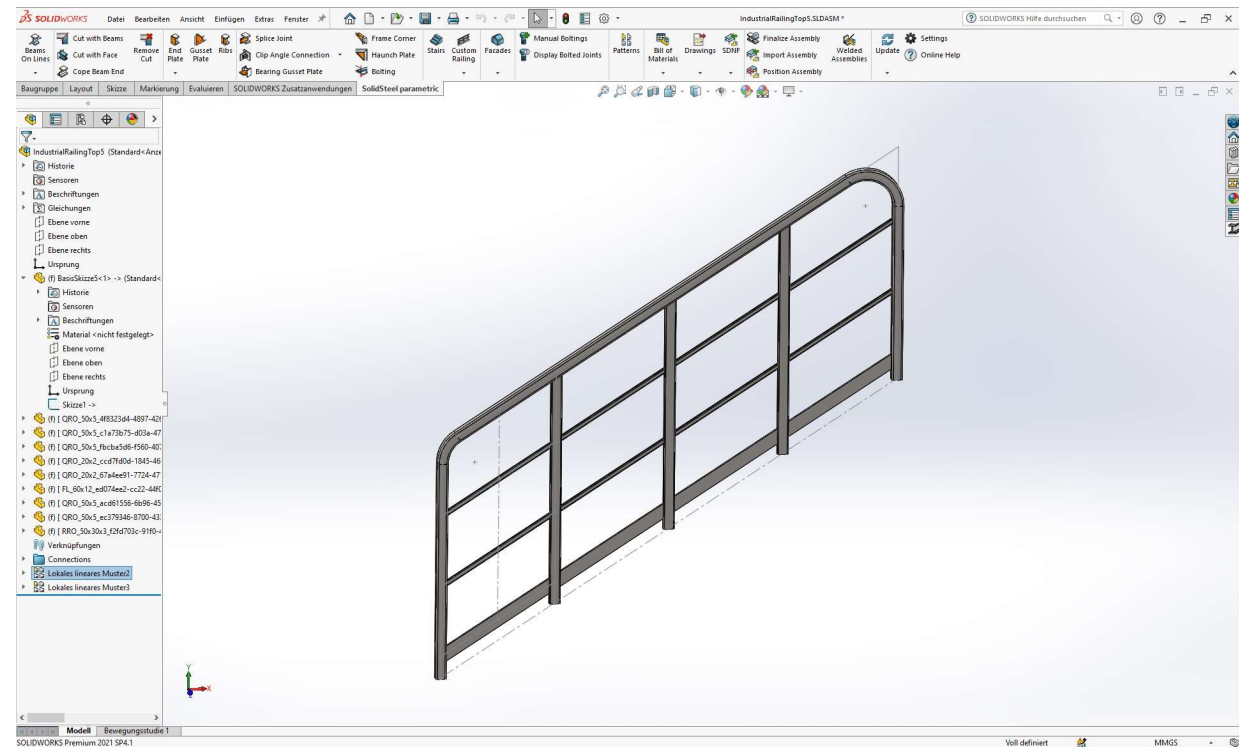 SOLIDWORKS Datei Bearbeiten Ansicht Einfügen Extras Fenster IndustrialRailingTop5.SLDASM * SOLIDWORKS Hilfe durchsuchen
Beams On Lines
Cut with Beams
Cut with Face
Cope Beam End
Remove Cut
End Plate
Gusset Plate
Ribs
Splice Joint
Clip Angle Connection
Bearing Gusset Plate
Frame Corner
Haunch Plate
Bolting
Stairs
Custom Railing
Facades
Manual Boltings
Display Bolted Joints
Patterns
Bill of Materials
Drawings
SDNF
Finalize Assembly
Import Assembly
Position Assembly
Welded Assemblies
Update
Settings
Online Help
Baugruppe Layout Skizze Markierung Evaluieren SOLIDWORKS Zusatzanwendungen SolidSteel parametric
IndustrialRailingTop5 (Standard<Anze
Historie
Sensoren
Beschriftungen
Gleichungen
Ebene vorne
Ebene oben
Ebene rechts
Ursprung
(f) BasisSkizze5<1> -> (Standard<
Historie
Sensoren
Beschriftungen
Material <nicht festgelegt>
Ebene vorne
Ebene oben
Ebene rechts
Ursprung
Skizze1 ->
(f) [ QRO_50x5_4f8323d4-4897-42
(f) [ QRO_50x5_c1a73b75-d03a-47
(f) [ QRO_50x5_fbcba5d6-f560-407
(f) [ QRO_20x2_ccd7fd0d-1845-46
(f) [ QRO_20x2_67a4ee91-7724-47
(f) [ FL_60x12_ed074ee2-cc22-44f
(f) [ QRO_50x5_acd61556-6b96-45
(f) [ QRO_50x5_ec379346-8700-43
(f) [ RRO_50x30x3_f2fd703c-91f0-
Verknüpfungen
Connections
Lokales lineares Muster2
Lokales lineares Muster3
Y
X
Modell Bewegungsstudie 1
SOLIDWORKS Premium 2021 SP4.1 Voll definiert MMGS